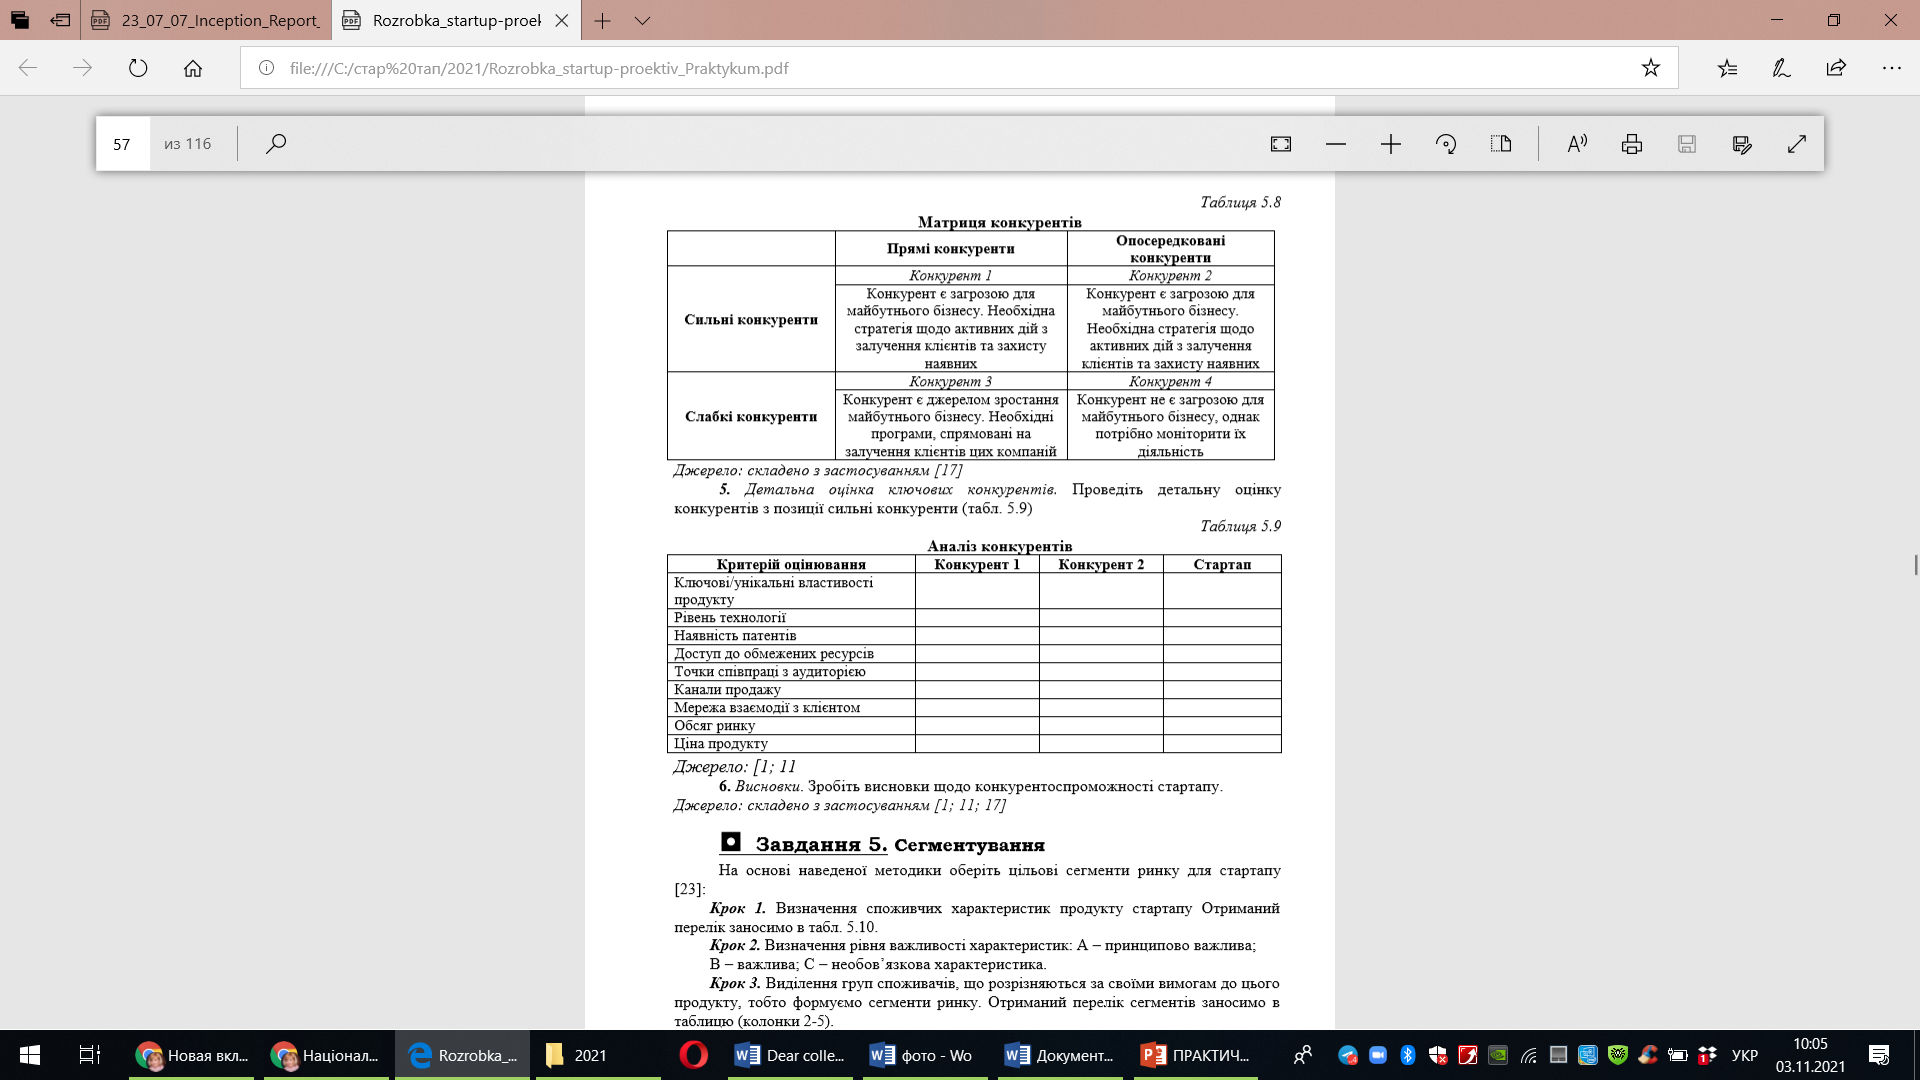 23_07_07_Inception_Report_
Rozrobka_startup-proek
file:///C:/стар%20тап/2021/Rozrobka_startup-proektiv_Praktykum.pdf
57
из 116
Таблиця 5.8
Матриця конкурентів
Прямі конкуренти
Опосередковані
конкуренти
Сильні конкуренти
Конкурент 1
Конкурент є загрозою для
майбутнього бізнесу. Необхідна
стратегія щодо активних дій з
залучення клієнтів та захисту
наявних
Конкурент 2
Конкурент є загрозою для
майбутнього бізнесу.
Необхідна стратегія щодо
активних дій з залучення
клієнтів та захисту наявних
Слабкі конкуренти
Конкурент 3
Конкурент є джерелом зростання
майбутнього бізнесу. Необхідні
програми, спрямовані на
залучення клієнтів цих компаній
Конкурент 4
Конкурент не є загрозою для
майбутнього бізнесу, однак
потрібно моніторити їх
діяльність
Джерело: складено з застосуванням [17]
5. Детальна оцінка ключових конкурентів. Проведіть детальну оцінку
конкурентів з позиції сильні конкуренти (табл. 5.9)
Таблиця 5.9
Аналіз конкурентів
Критерій оцінювання Конкурент 1 Конкурент 2 Стартап
Ключові/унікальні властивості
продукту
Рівень технології
Наявність патентів
Доступ до обмежених ресурсів
Точки співпраці з аудиторією
Канали продажу
Мережа взаємодії з клієнтом
Обсяг ринку
Ціна продукту
Джерело: [1; 11
6. Висновки. Зробіть висновки щодо конкурентоспроможності стартапу.
Джерело: складено з застосуванням [1; 11; 17]
Завдання 5. Сегментування
На основі наведеної методики оберіть цільові сегменти ринку для стартапу
[23]:
Крок 1. Визначення споживчих характеристик продукту стартапу Отриманий
перелік заносимо в табл. 5.10.
Крок 2. Визначення рівня важливості характеристик: А – принципово важлива;
В – важлива; С – необов’язкова характеристика.
Крок 3. Виділення груп споживачів, що розрізняються за своїми вимогам до цього
продукту, тобто формуємо сегменти ринку. Отриманий перелік сегментів заносимо в
таблицю (колонки 2-5).
Новая вкл...
Націонал...
Rozrobka_...
2021
Dear colle...
фото - Wo
Документ...
ПРАКТИЧ...
УКР
10:05
03.11.2021